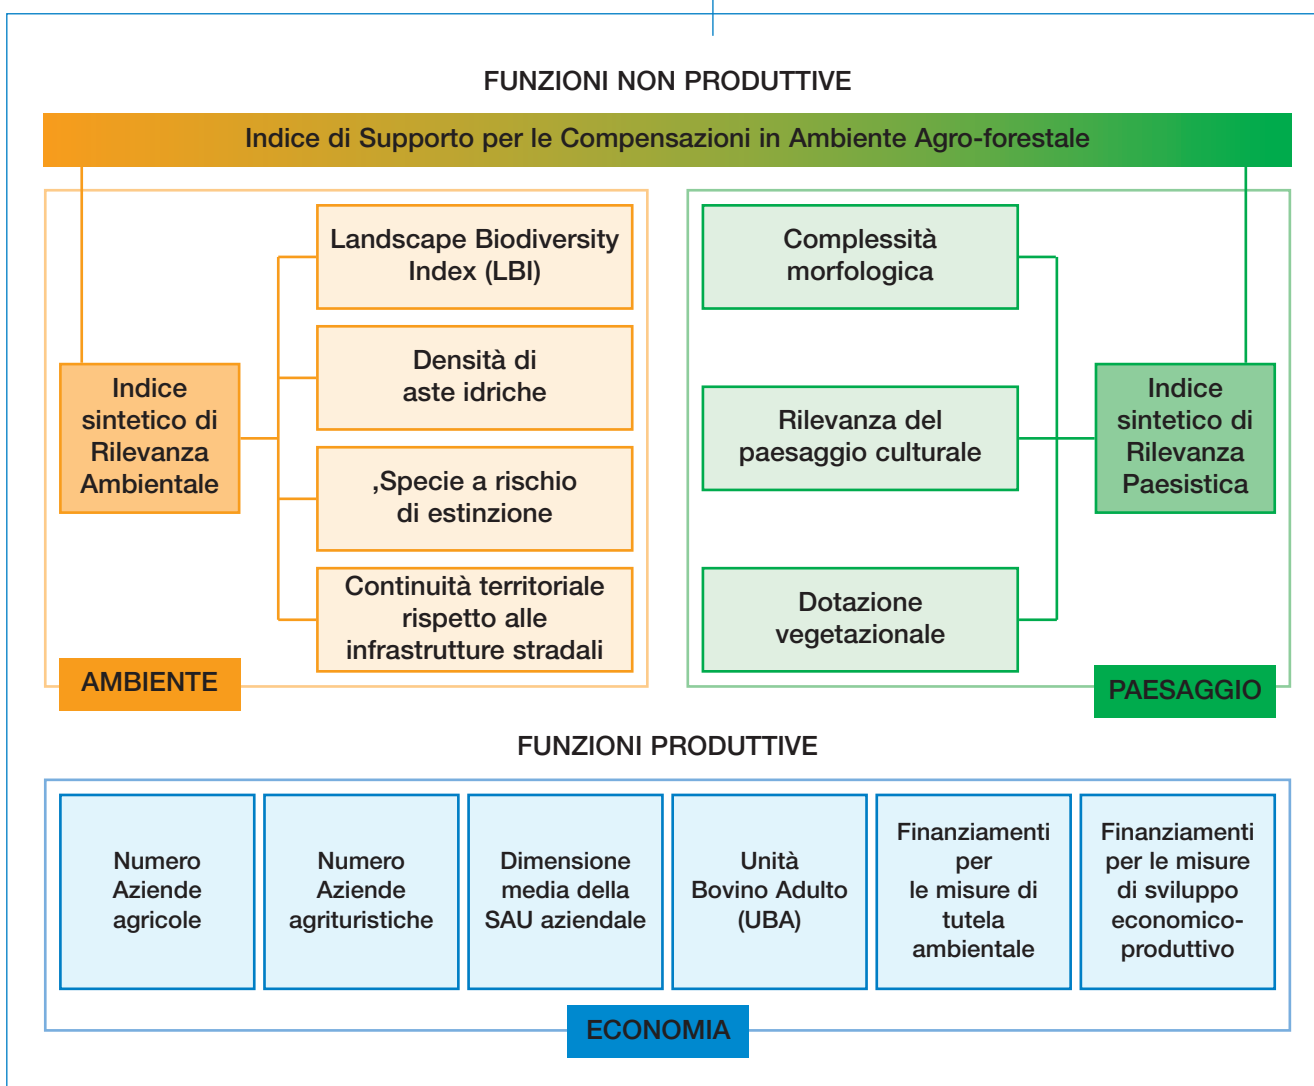 FUNZIONI NON PRODUTTIVE
Indice di Supporto per le Compensazioni in Ambiente Agro-forestale
Indice
sintetico di
Rilevanza
Ambientale
Landscape Biodiversity
Index (LBI)
Densità di
aste idriche
,Specie a rischio
di estinzione
Continuità territoriale
rispetto alle
infrastrutture stradali
AMBIENTE
Complessità
morfologica
Rilevanza del
paesaggio culturale
Dotazione
vegetazionale
Indice
sintetico di
Rilevanza
Paesistica
PAESAGGIO
FUNZIONI PRODUTTIVE
Numero
Aziende
agricole
Numero
Aziende
agrituristiche
Dimensione
media della
SAU aziendale
Unità
Bovino Adulto
(UBA)
Finanziamenti
per
le misure di
tutela
ambientale
Finanziamenti
per le misure
di sviluppo
economico-
produttivo
ECONOMIA